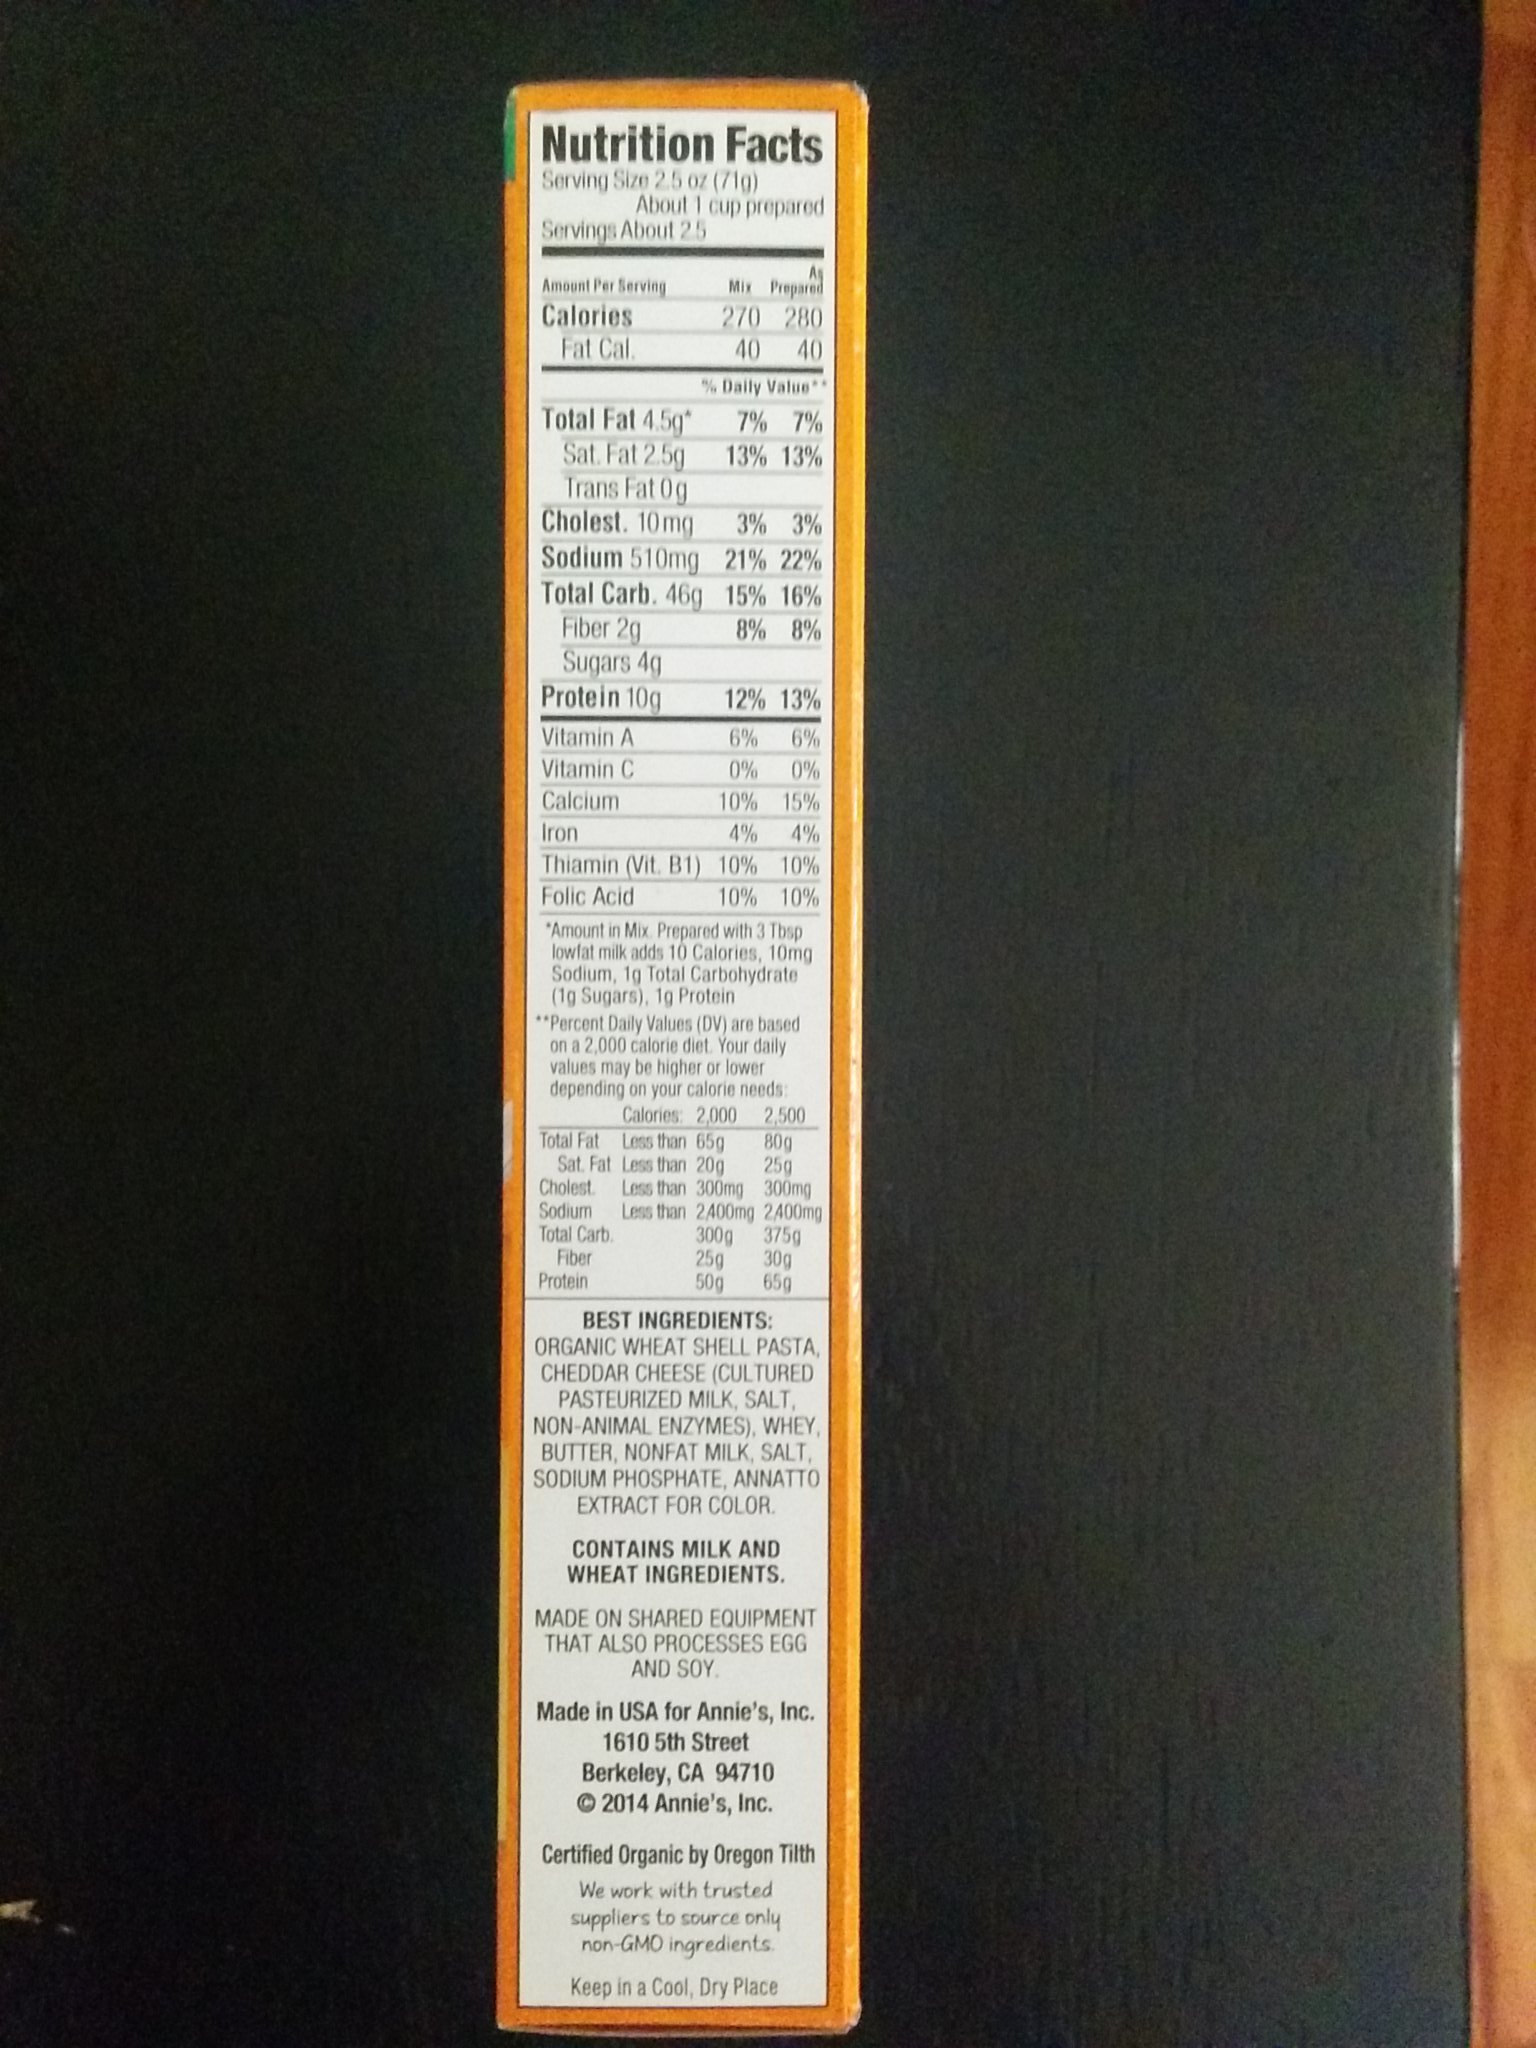 Nutrition Facts
Serving Size 2.5 oz (71g)
About 1 cup prepared
Servings About 2.5
As
Amount Per Serving Mix Prepared
Calories 270 280
Fat Cal. 40 40
% Daily Value**
Total Fat 4.5g* 7% 7%
Sat. Fat 2.5g 13% 13%
Trans Fat 0g
Cholest. 10mg 3% 3%
Sodium 510mg 21% 22%
Total Carb. 46g 15% 16%
Fiber 2g 8% 8%
Sugars 4g
Protein 10g 12% 13%
Vitamin A 6% 6%
Vitamin C 0% 0%
Calcium 10% 15%
Iron 4% 4%
Thiamin (Vit. B1) 10% 10%
Folic Acid 10% 10%
*Amount in Mix. Prepared with 3 Tbsp
lowfat milk adds 10 Calories, 10mg
Sodium, 1g Total Carbohydrate
(1g Sugars), 1g Protein
**Percent Daily Values (DV) are based
on a 2,000 calorie diet. Your daily
values may be higher or lower
depending on your calorie needs:
Calories: 2,000 2,500
Total Fat Less than 65g 80g
Sat. Fat Less than 20g 25g
Cholest. Less than 300mg 300mg
Sodium Less than 2,400mg 2,400mg
Total Carb. 300g 375g
Fiber 25g 30g
Protein 50g 65g
BEST INGREDIENTS:
ORGANIC WHEAT SHELL PASTA,
CHEDDAR CHEESE (CULTURED
PASTEURIZED MILK, SALT,
NON-ANIMAL ENZYMES), WHEY,
BUTTER, NONFAT MILK, SALT,
SODIUM PHOSPHATE, ANNATTO
EXTRACT FOR COLOR.
CONTAINS MILK AND
WHEAT INGREDIENTS.
MADE ON SHARED EQUIPMENT
THAT ALSO PROCESSES EGG
AND SOY.
Made in USA for Annie's, Inc.
1610 5th Street
Berkeley, CA 94710
© 2014 Annie's, Inc.
Certified Organic by Oregon Tilth
We work with trusted
suppliers to source only
non-GMO ingredients.
Keep in a Cool, Dry Place